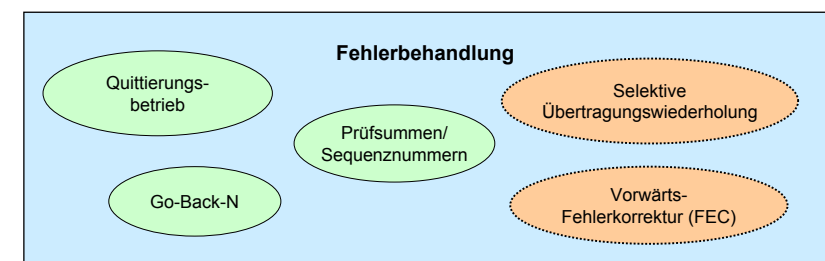 Fehlerbehandlung
Quittierungs-
betrieb
Selektive
Übertragungswiederholung
Prüfsummen/
Sequenznummern
Go-Back-N
Vorwärts-
Fehlerkorrektur (FEC)